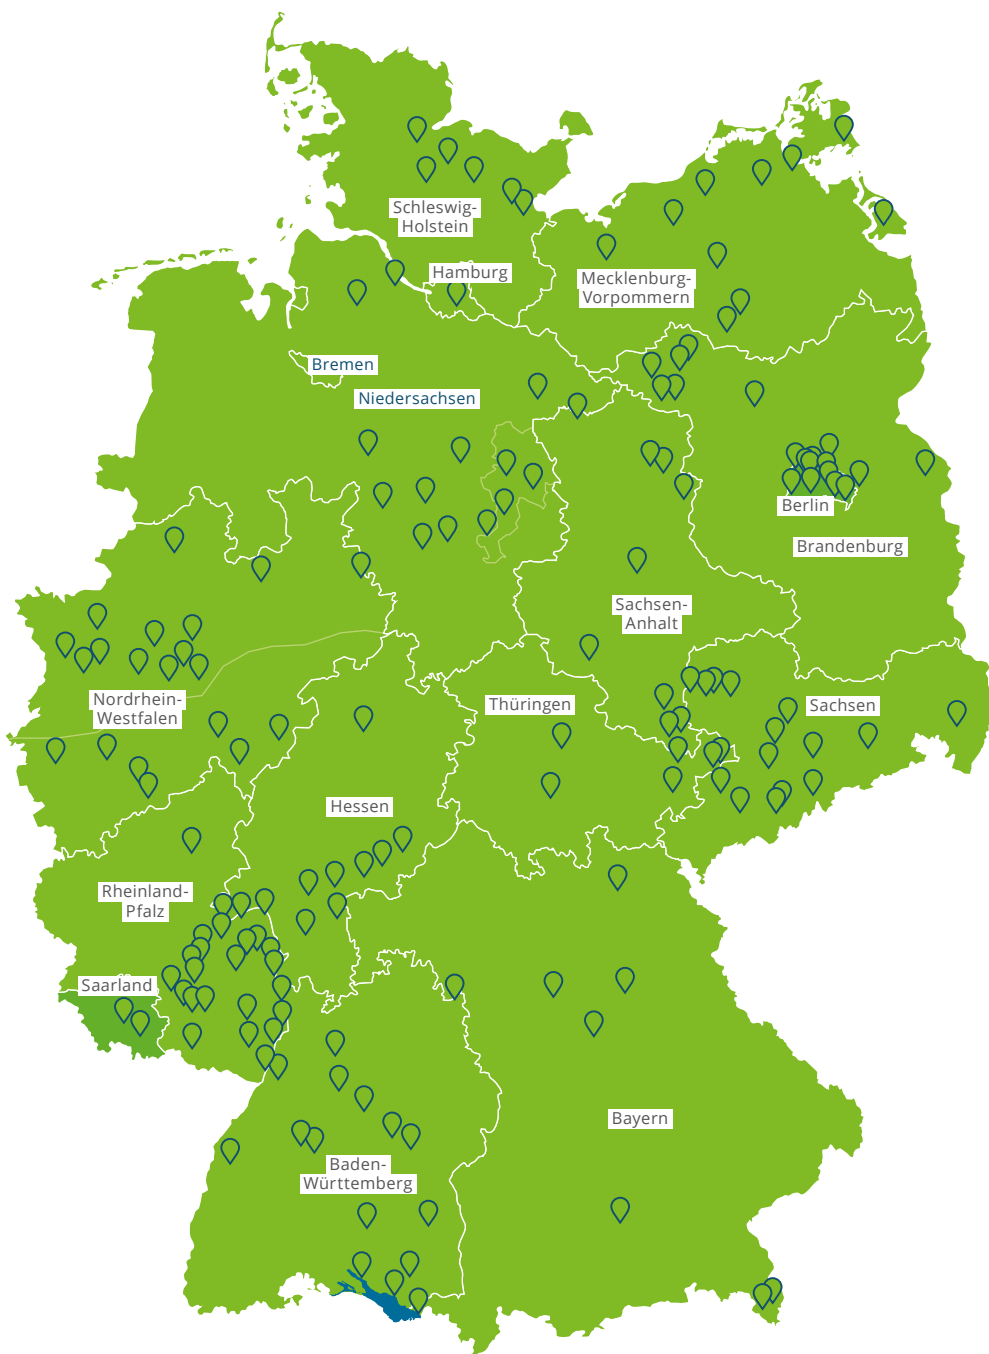 Schleswig-
Holstein
Hamburg
Mecklenburg-
Vorpommern
Bremen
Niedersachsen
Berlin
Brandenburg
Sachsen-
Anhalt
Nordrhein-
Westfalen
Thüringen
Sachsen
Hessen
Rheinland-
Pfalz
Saarland
Bayern
Baden-
Württemberg